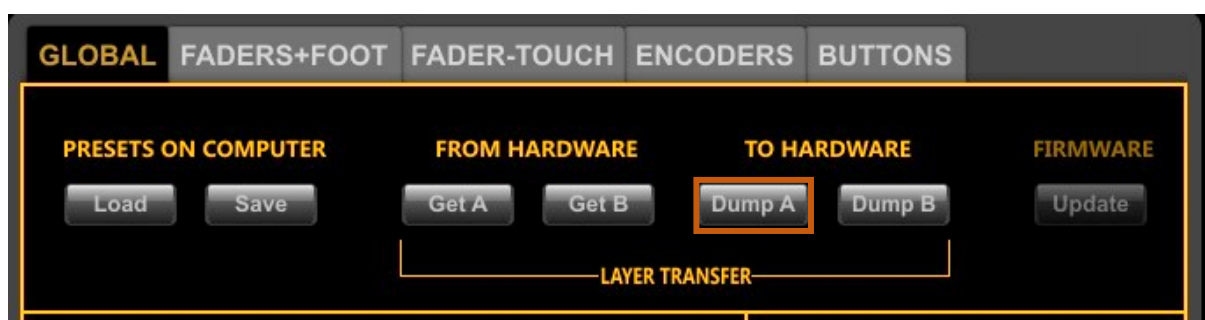 GLOBAL FADERS+FOOT FADER-TOUCH ENCODERS BUTTONS
PRESETS ON COMPUTER FROM HARDWARE TO HARDWARE FIRMWARE
Load Save Get A Get B Dump A Dump B Update
LAYER TRANSFER